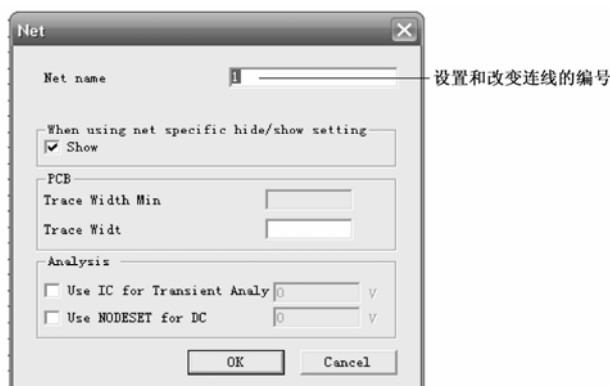 Net
Net name
1
设置和改变连线的编号
When using net specific hide/show setting
Show
PCB
Trace Width Min
Trace Widt
Analysis
Use IC for Transient Analy 0 V
Use NODESET for DC 0 V
OK Cancel